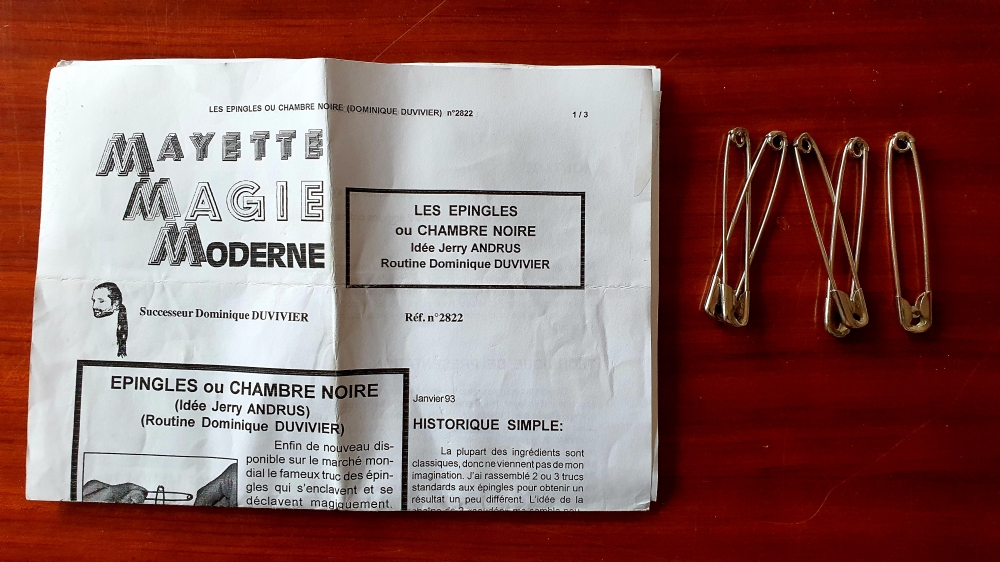 LES EPINGLES OU CHAMBRE NOIRE (DOMINIQUE DUVIVIER) n°2822
1 / 3
MAYETTE
MAGIE
MODERNE
LES EPINGLES
ou CHAMBRE NOIRE
Idée Jerry ANDRUS
Routine Dominique DUVIVIER
Successeur Dominique DUVIVIER
Réf. n°2822
EPINGLES ou CHAMBRE NOIRE
(Idée Jerry ANDRUS)
(Routine Dominique DUVIVIER)
Enfin de nouveau dis-
ponible sur le marché mon-
dial le fameux truc des épin-
gles qui s'enclavent et se
déclavent magiquement.
Janvier 93
HISTORIQUE SIMPLE:
La plupart des ingrédients sont
classiques, donc ne viennent pas de mon
imagination. J'ai rassemblé 2 ou 3 trucs
standards aux épingles pour obtenir un
résultat un peu différent. L'idée de la